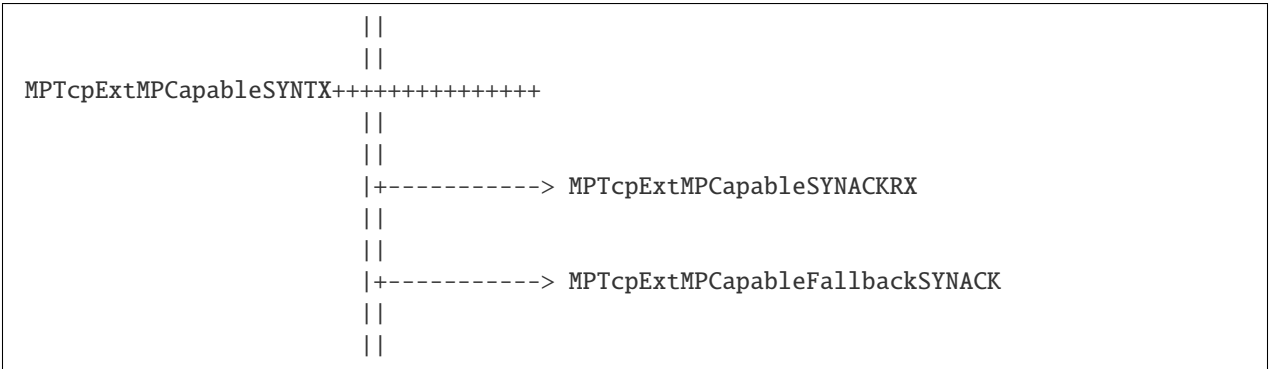 ||
||
MPTcpExtMPCapableSYNTX+++++++++++++++
||
||
|+-----------> MPTcpExtMPCapableSYNACKRX
||
||
|+-----------> MPTcpExtMPCapableFallbackSYNACK
||
||